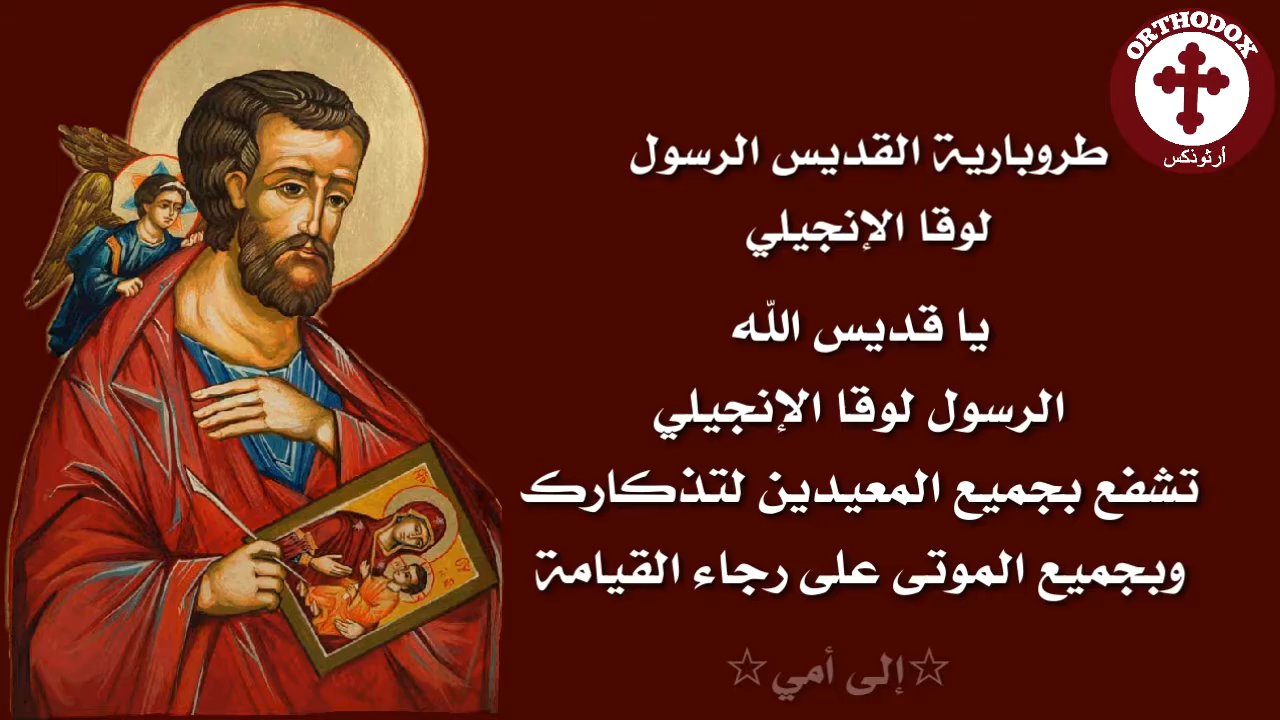 ORTHODOX
أرثوذكس
طروبارية القديس الرسول
لوقا الإنجيلي
يا قديس الله
الرسول لوقا الإنجيلي
تشفع بجميع المعيدين لتذكارك
وبجميع الموتى على رجاء القيامة
☆إلى أمي☆